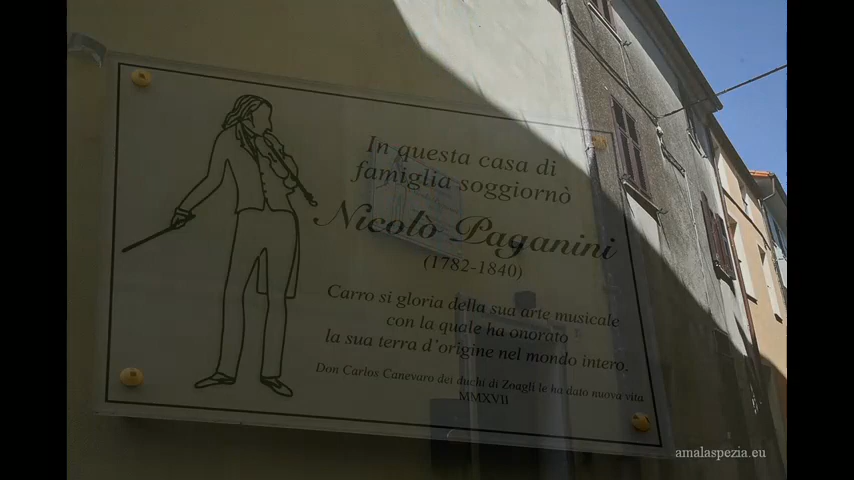 In questa casa di
famiglia soggiornò
Nicolò Paganini
(1782-1840)
Carro si gloria della sua arte musicale
con la quale ha onorato
la sua terra d'origine nel mondo intero.
Don Carlos Canevaro dei duchi di Zoagli le ha dato nuova vita
MMXVII
amalaspezia.eu